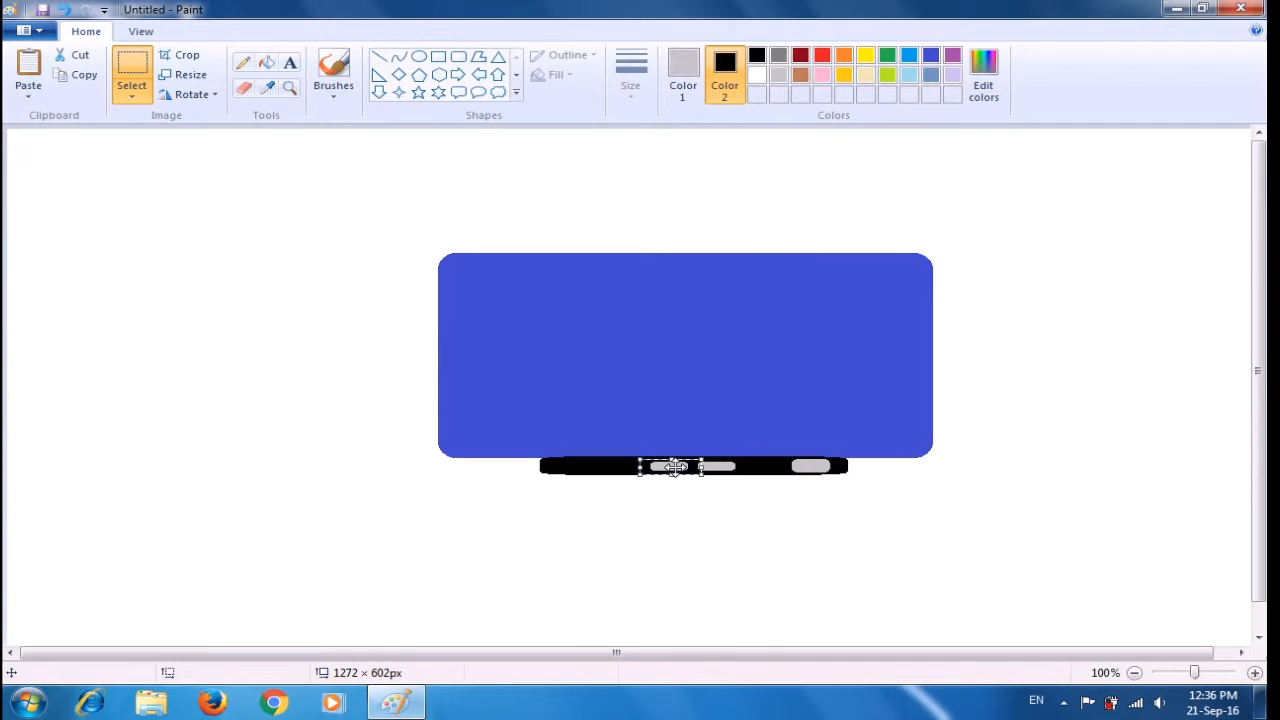 Untitled - Paint
Home View
Cut
Copy
Paste
Clipboard
Select
Crop
Resize
Rotate
Image
Tools
Brushes
Outline
Fill
Shapes
Size
Color 1
Color 2
Edit colors
Colors
1272 × 602px
100%
EN
12:36 PM
21-Sep-16